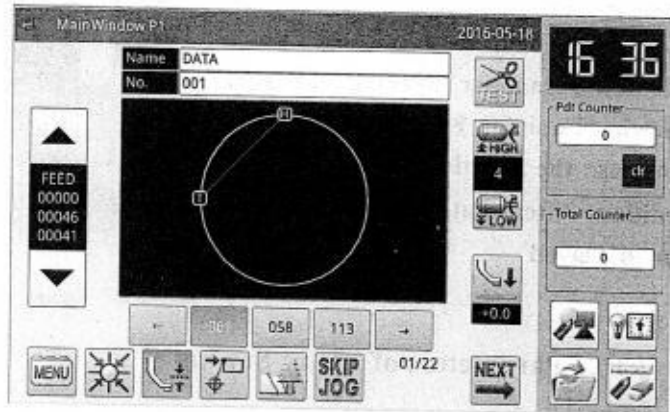 MainWindow P1
2016-05-18
16 36
Name DATA
No. 001
TEST
Pdt Counter
0
clr
HIGH
4
LOW
FEED
00000
00046
00041
H
T
Total Counter
0
+0.0
← 001 058 113 →
MENU
SKIP
JOG
01/22
NEXT